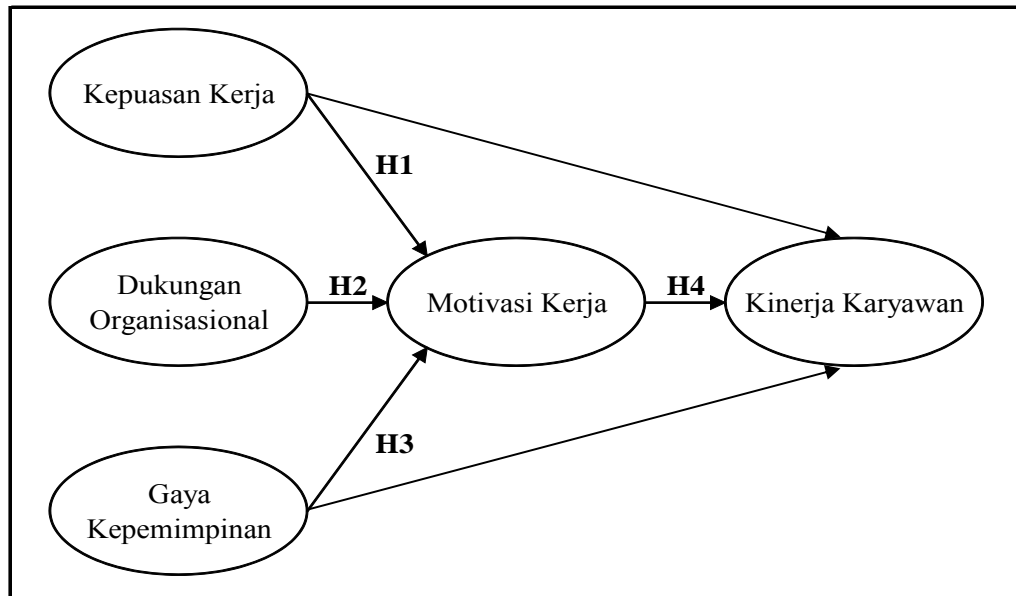 Kepuasan Kerja
H1
Dukungan
Organisasional
H2
Motivasi Kerja
H4
Kinerja Karyawan
H3
Gaya
Kepemimpinan